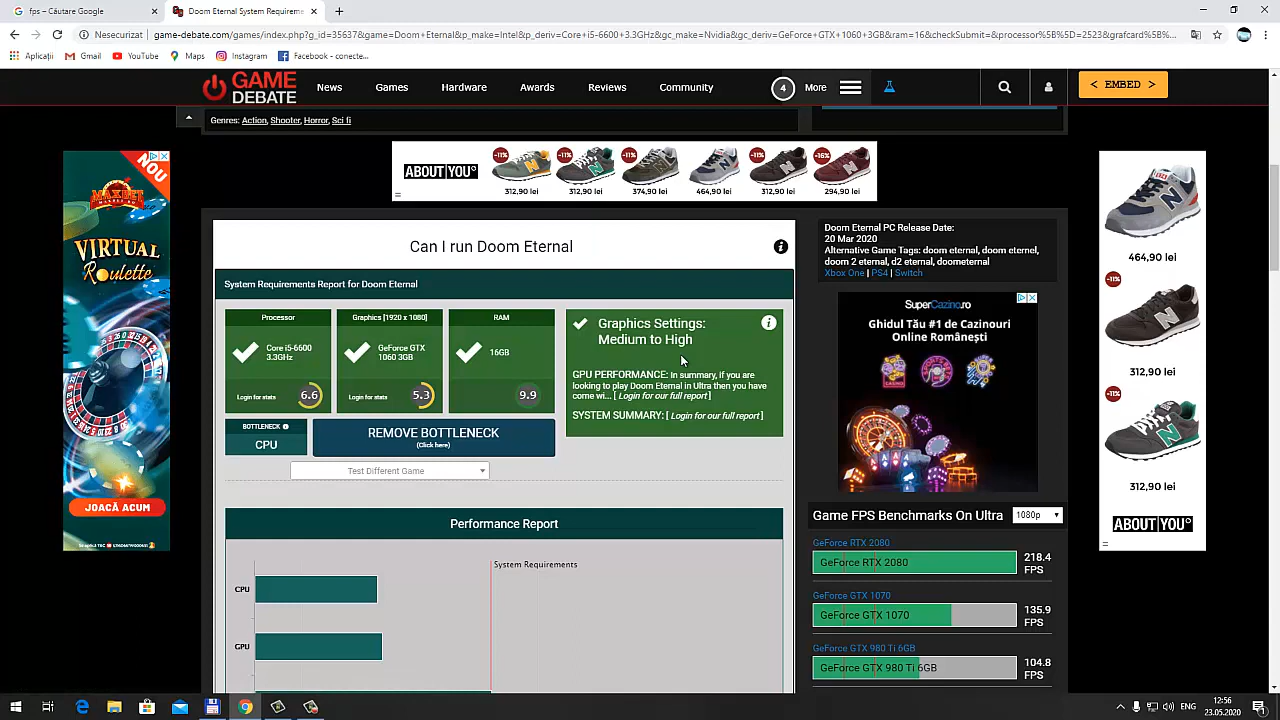 fps – Căutare Google
Doom Eternal System Requireme
Nesecurizat
game-debate.com/games/index.php?g_id=35637&game=Doom+Eternal&p_make=Intel&p_deriv=Core+i5-6600+3.3GHz&gc_make=Nvidia&gc_deriv=GeForce+GTX+1060+3GB&ram=16&checkSubmit=&processor%5B%5D=2523&grafcard%5B%...
Aplicații
Gmail
YouTube
Maps
Instagram
Facebook - conecte...
GAME
DEBATE
News
Games
Hardware
Awards
Reviews
Community
4
More
< EMBED >
Genres: Action, Shooter, Horror, Sci fi
NOU
MAXBET
VIRTUAL
Roulette
JOACĂ ACUM
ABOUT YOU°
-11%
312,90 lei
-11%
312,90 lei
-11%
374,90 lei
464,90 lei
-11%
312,90 lei
-16%
294,90 lei
Can I run Doom Eternal
System Requirements Report for Doom Eternal
Processor
Core i5-6600
3.3GHz
Login for stats
6.6
Graphics [1920 x 1080]
GeForce GTX
1060 3GB
Login for stats
5.3
RAM
16GB
9.9
Graphics Settings:
Medium to High
GPU PERFORMANCE: In summary, if you are
looking to play Doom Eternal in Ultra then you have
come wi... [ Login for our full report ]
SYSTEM SUMMARY: [ Login for our full report ]
BOTTLENECK
CPU
REMOVE BOTTLENECK
(Click here)
Test Different Game
Performance Report
System Requirements
CPU
GPU
Doom Eternal PC Release Date:
20 Mar 2020
Alternative Game Tags: doom eternal, doom eternel,
doom 2 eternal, d2 eternal, doometernal
Xbox One | PS4 | Switch
SuperCazino.ro
Ghidul Tău #1 de Cazinouri
Online Românești
Game FPS Benchmarks On Ultra
1080p
GeForce RTX 2080
GeForce RTX 2080
218.4
FPS
GeForce GTX 1070
GeForce GTX 1070
135.9
FPS
GeForce GTX 980 Ti 6GB
GeForce GTX 980 Ti 6GB
104.8
FPS
464,90 lei
-11%
312,90 lei
-11%
312,90 lei
ABOUT YOU°
ENG
12:56
23.05.2020